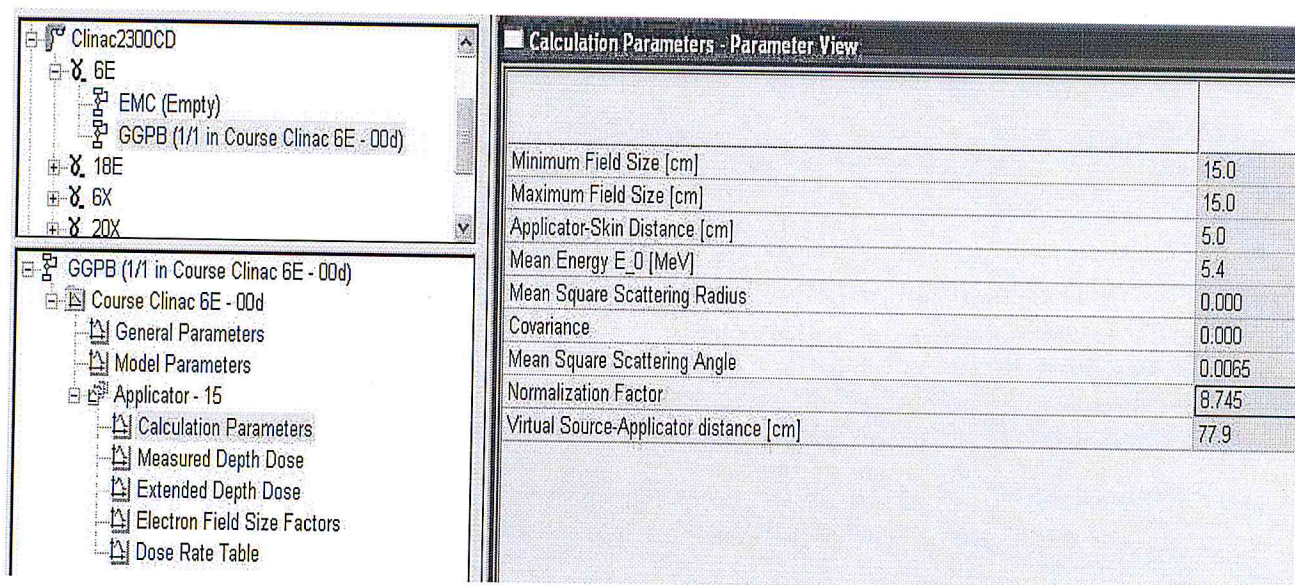 Clinac2300CD
6E
EMC (Empty)
GGPB (1/1 in Course Clinac 6E - 00d)
18E
6X
20X
GGPB (1/1 in Course Clinac 6E - 00d)
Course Clinac 6E - 00d
General Parameters
Model Parameters
Applicator - 15
Calculation Parameters
Measured Depth Dose
Extended Depth Dose
Electron Field Size Factors
Dose Rate Table
Calculation Parameters - Parameter View
Minimum Field Size [cm] 15.0
Maximum Field Size [cm] 15.0
Applicator-Skin Distance [cm] 5.0
Mean Energy E_0 [MeV] 5.4
Mean Square Scattering Radius 0.000
Covariance 0.000
Mean Square Scattering Angle 0.0065
Normalization Factor 8.745
Virtual Source-Applicator distance [cm] 77.9